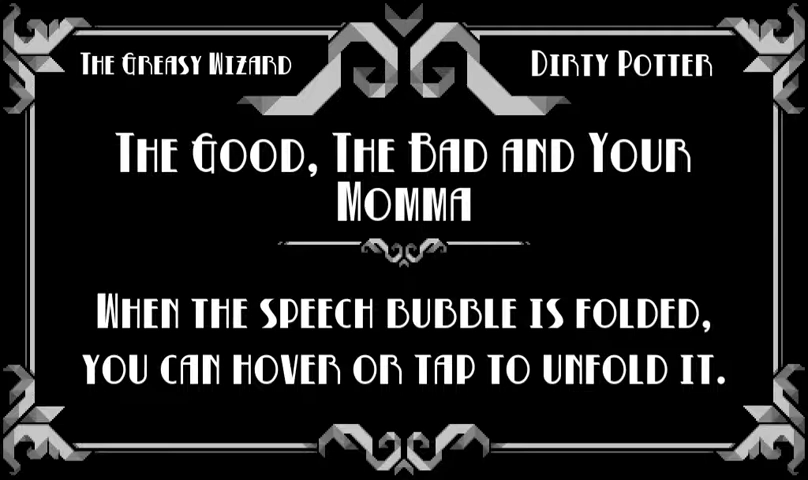 The Greasy Wizard
Dirty Potter
The Good, The Bad and Your
Momma
When the speech bubble is folded,
you can hover or tap to unfold it.